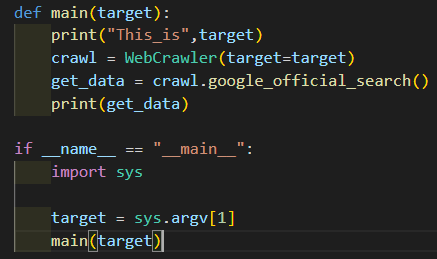 def main(target):
    print("This_is",target)
    crawl = WebCrawler(target=target)
    get_data = crawl.google_official_search()
    print(get_data)

if __name__ == "__main__":
    import sys

    target = sys.argv[1]
    main(target)